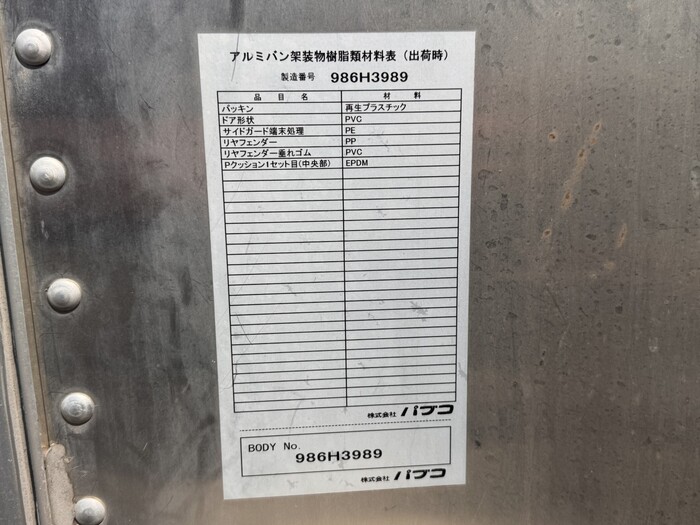 アルミバン架装物樹脂類材料表（出荷時）
製造番号 986H3989
品目名 材料
パッキン 再生プラスチック
ドア形状 PVC
サイドガード端末処理 PE
リヤフェンダー PP
リヤフェンダー垂れゴム PVC
Pクッション1セット目(中央部) EPDM
株式会社 パブコ
BODY No.
986H3989
株式会社 パブコ